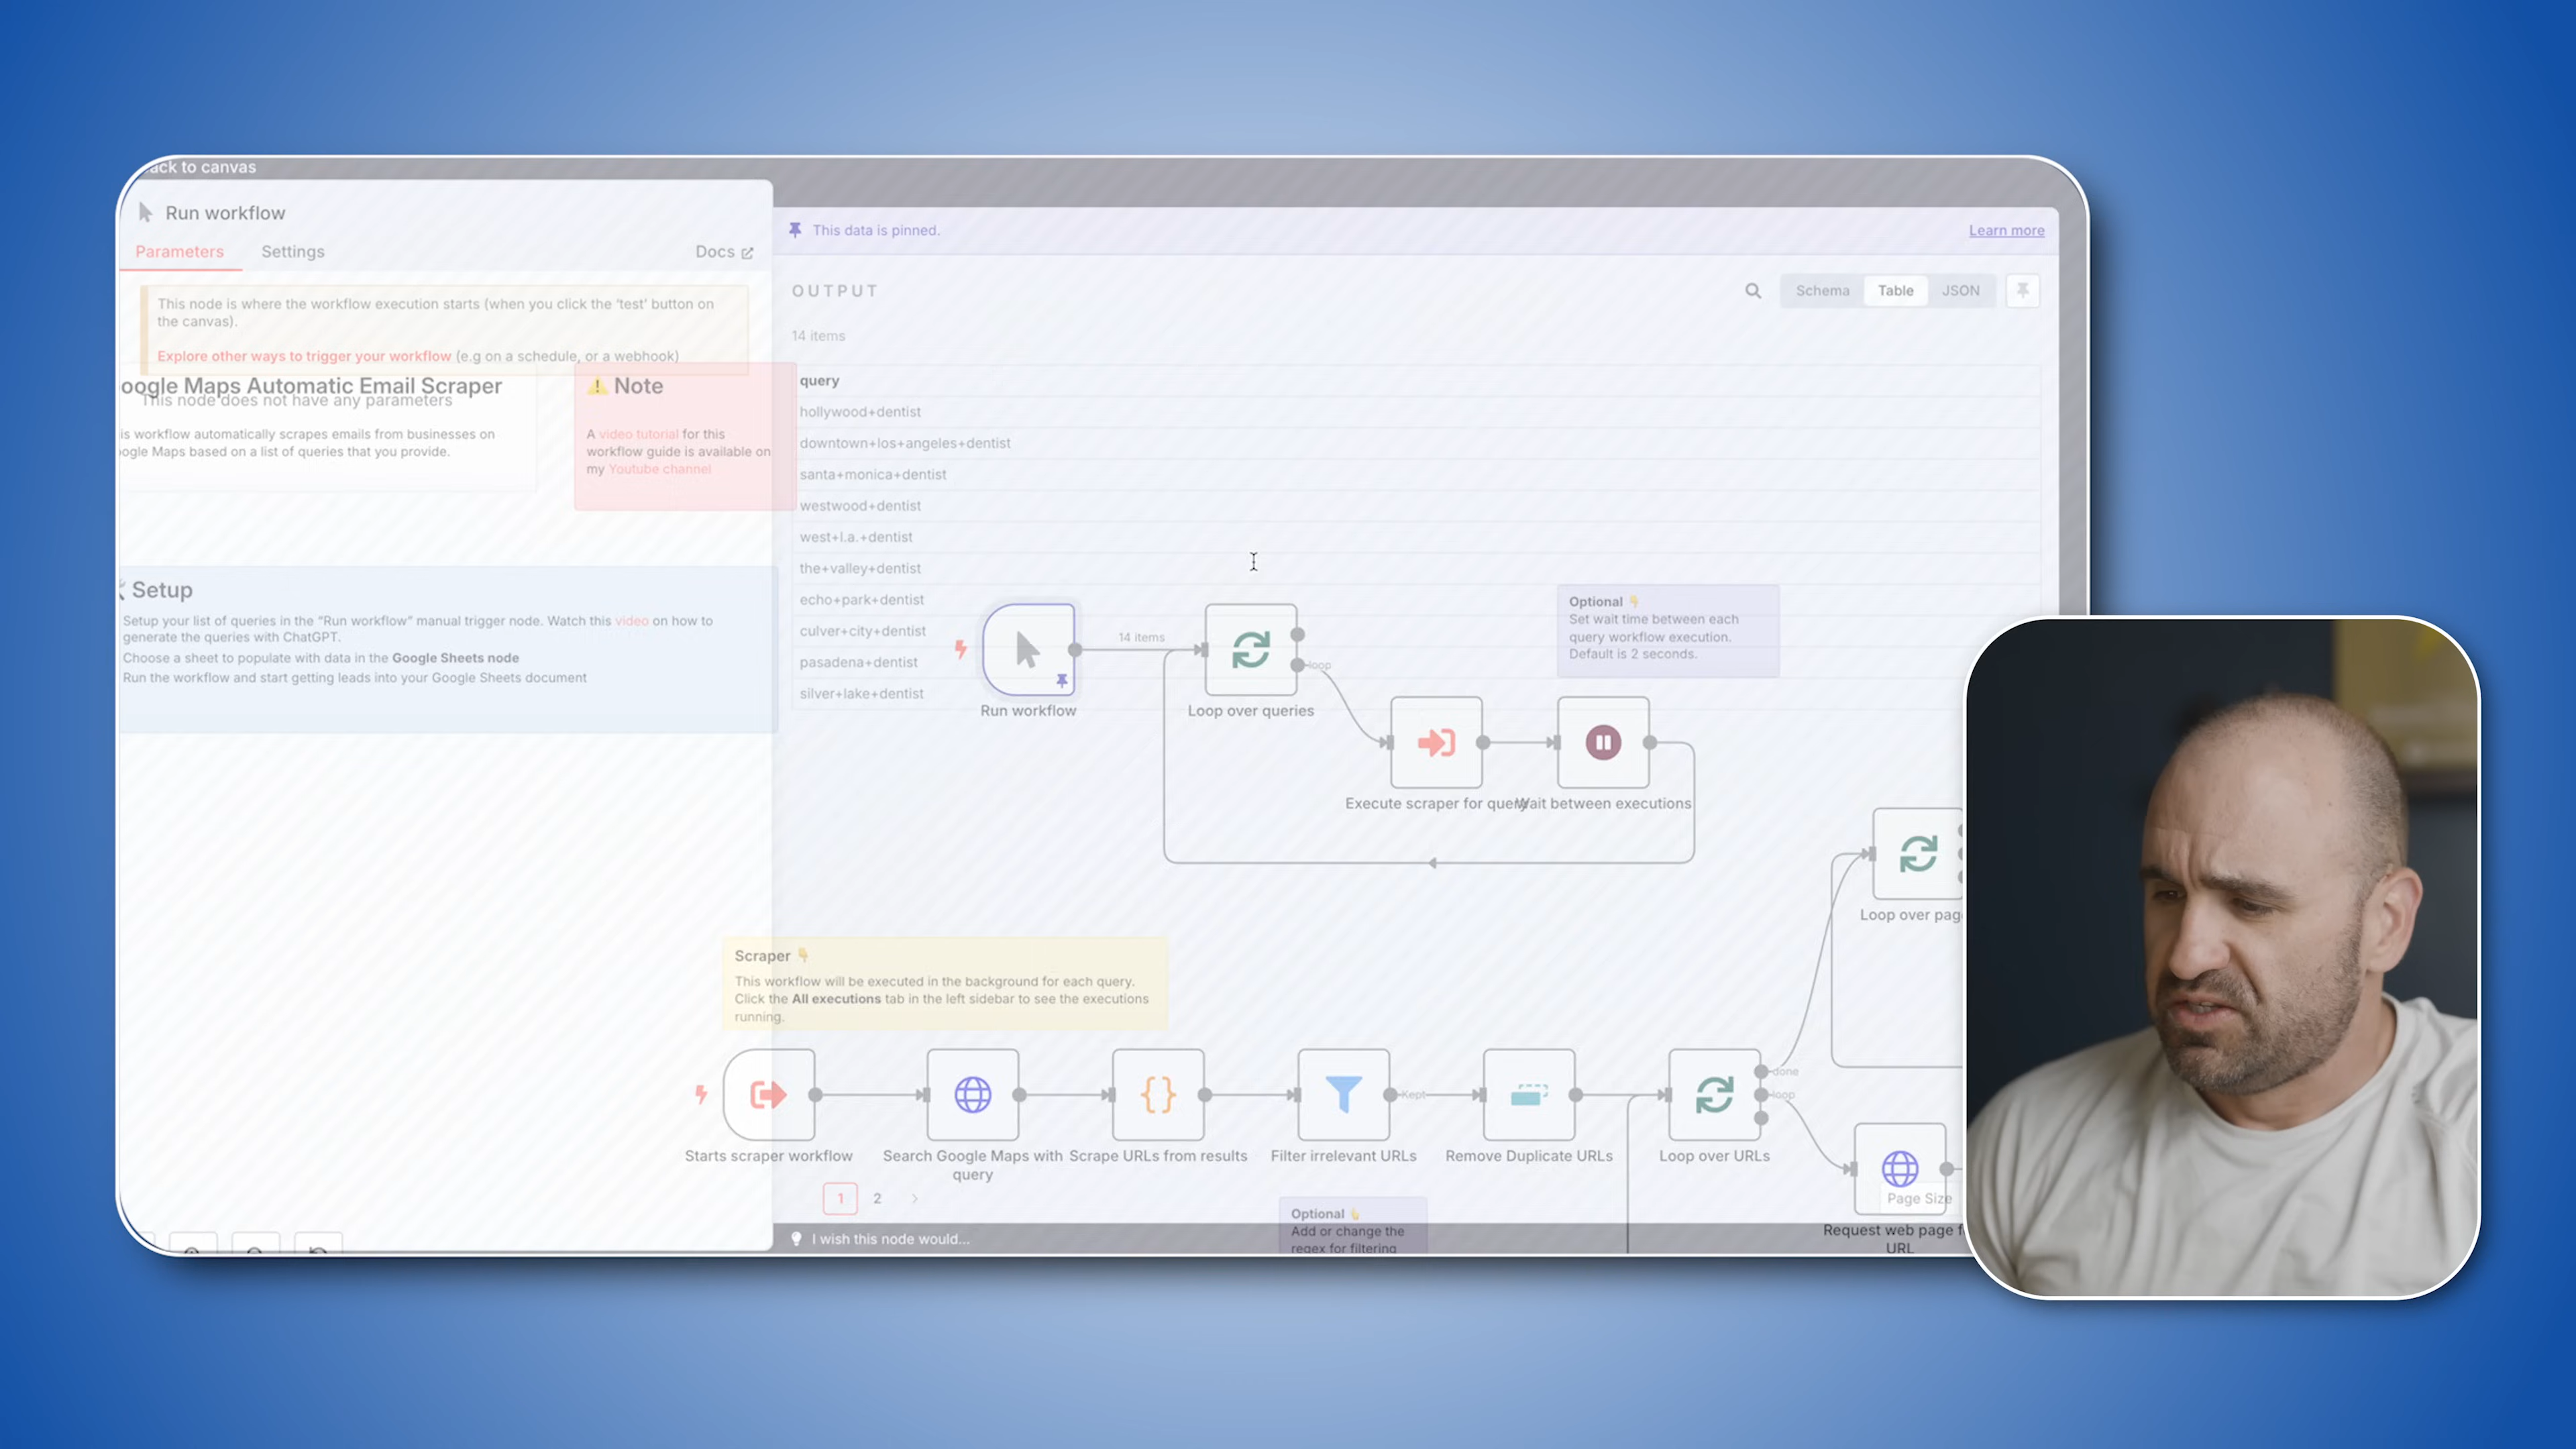 ack to canvas
Run workflow
Parameters
Settings
Docs
This node is where the workflow execution starts (when you click the 'test' button on
the canvas).
Explore other ways to trigger your workflow (e.g on a schedule, or a webhook)
This node does not have any parameters
oogle Maps Automatic Email Scraper
is workflow automatically scrapes emails from businesses on
ogle Maps based on a list of queries that you provide.
Note
A video tutorial for this
workflow guide is available on
my Youtube channel
Setup
Setup your list of queries in the "Run workflow" manual trigger node. Watch this video on how to
generate the queries with ChatGPT.
Choose a sheet to populate with data in the Google Sheets node
Run the workflow and start getting leads into your Google Sheets document
This data is pinned.
Learn more
OUTPUT
Schema
Table
JSON
14 items
query
hollywood+dentist
downtown+los+angeles+dentist
santa+monica+dentist
westwood+dentist
west+l.a.+dentist
the+valley+dentist
echo+park+dentist
culver+city+dentist
pasadena+dentist
silver+lake+dentist
Run workflow
14 items
Loop over queries
loop
Optional
Set wait time between each
query workflow execution.
Default is 2 seconds.
Execute scraper for query
Wait between executions
Loop over pag
Scraper
This workflow will be executed in the background for each query.
Click the All executions tab in the left sidebar to see the executions
running.
Starts scraper workflow
Search Google Maps with
query
Scrape URLs from results
Filter irrelevant URLs
Kept
Remove Duplicate URLs
Loop over URLs
done
loop
Page Size
Request web page f
URL
1
2
Optional
Add or change the
regex for filtering
I wish this node would...